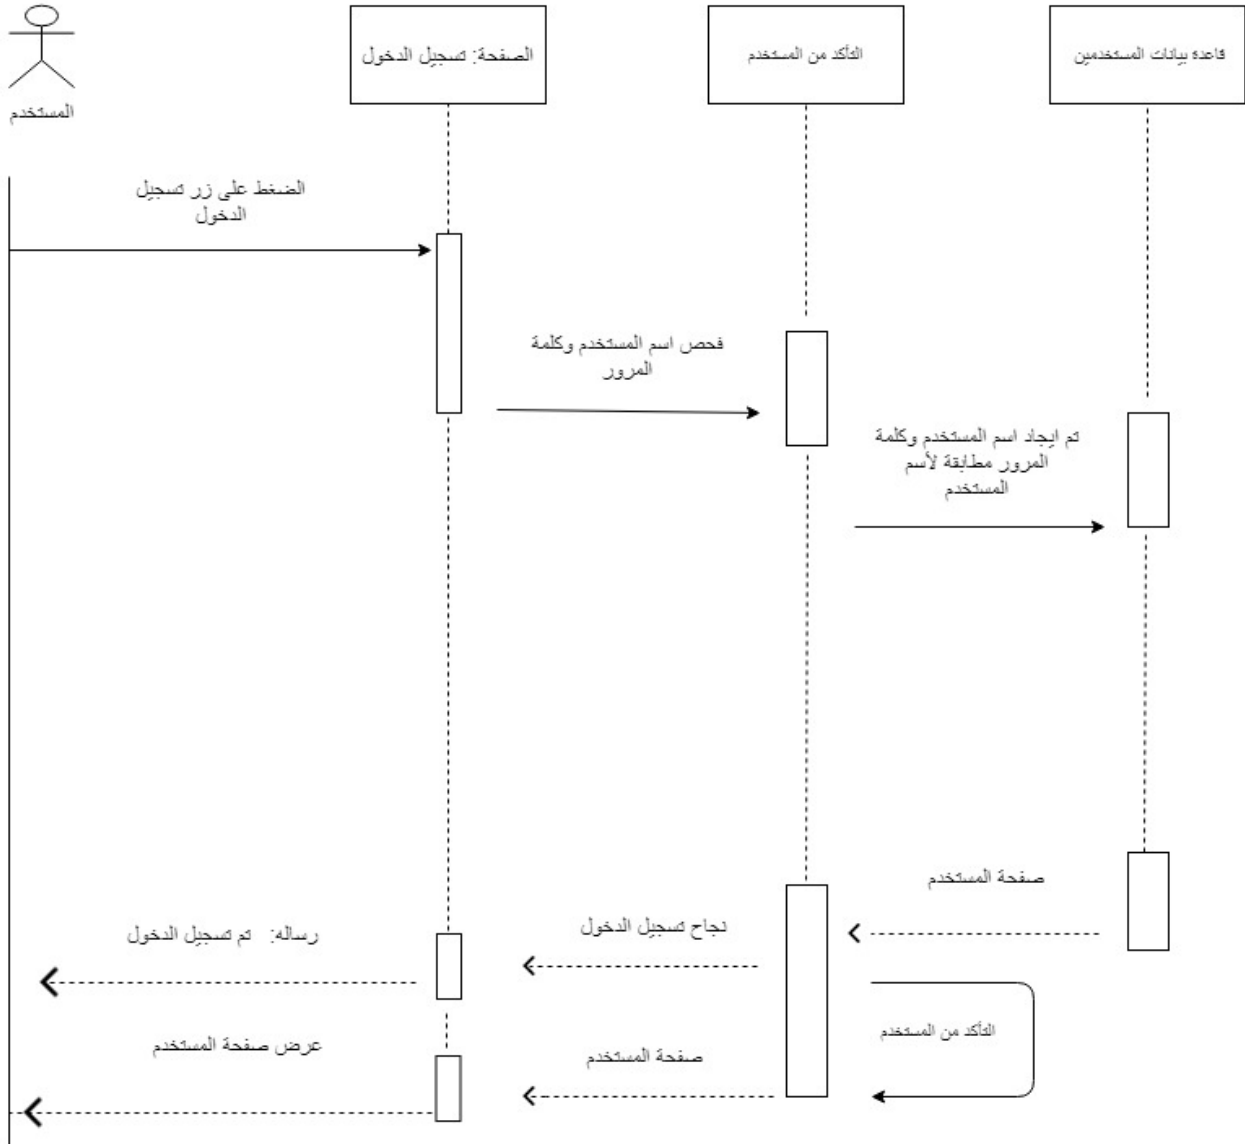 المستخدم
الصفحة: تسجيل الدخول
التأكد من المستخدم
قاعدة بيانات المستخدمين
الضغط على زر تسجيل
الدخول
فحص اسم المستخدم وكلمة
المرور
تم ايجاد اسم المستخدم وكلمة
المرور مطابقة لأسم
المستخدم
صفحة المستخدم
نجاح تسجيل الدخول
رساله: تم تسجيل الدخول
التأكد من المستخدم
صفحة المستخدم
عرض صفحة المستخدم